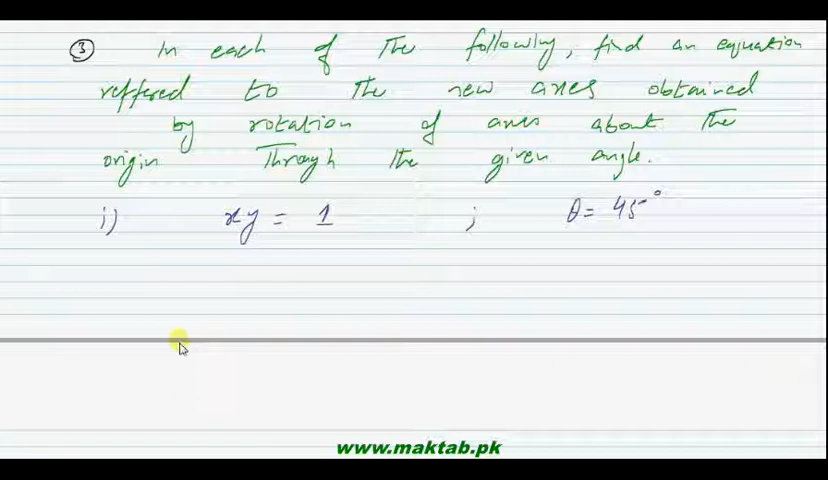 ③ In each of the following, find an equation
reffered to the new axes obtained
by rotation of axes about the
origin Through the given angle.
i) xy = 1 ; θ = 45°
www.maktab.pk